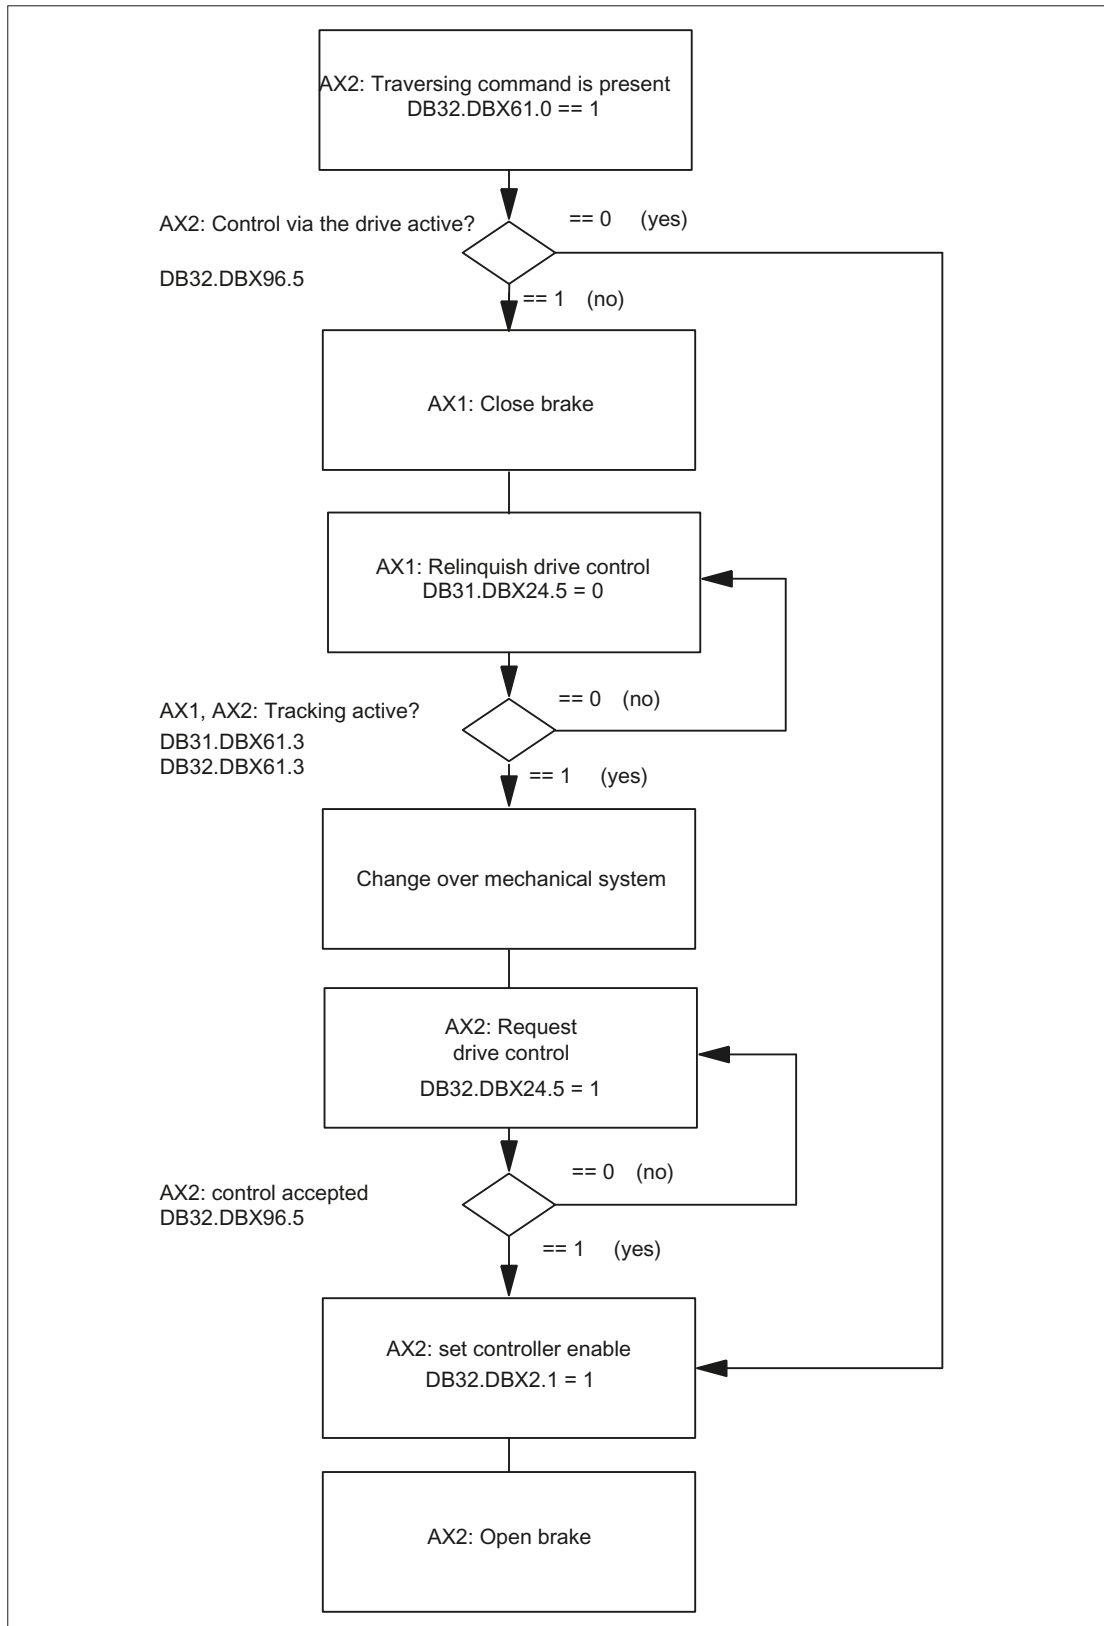 AX2: Traversing command is present
DB32.DBX61.0 == 1
AX2: Control via the drive active?
== 0 (yes)
DB32.DBX96.5
== 1 (no)
AX1: Close brake
AX1: Relinquish drive control
DB31.DBX24.5 = 0
AX1, AX2: Tracking active?
== 0 (no)
DB31.DBX61.3
DB32.DBX61.3
== 1 (yes)
Change over mechanical system
AX2: Request
drive control
DB32.DBX24.5 = 1
== 0 (no)
AX2: control accepted
DB32.DBX96.5
== 1 (yes)
AX2: set controller enable
DB32.DBX2.1 = 1
AX2: Open brake